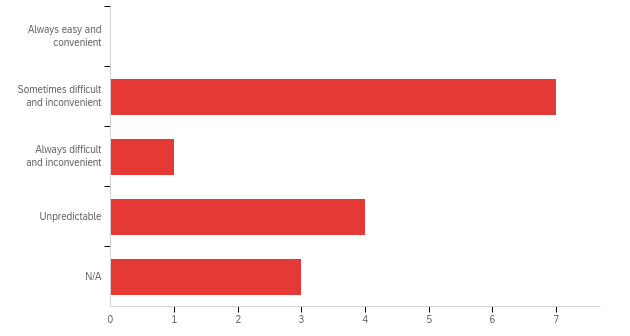 Always easy and
convenient
Sometimes difficult
and inconvenient
Always difficult
and inconvenient
Unpredictable
N/A
0 1 2 3 4 5 6 7